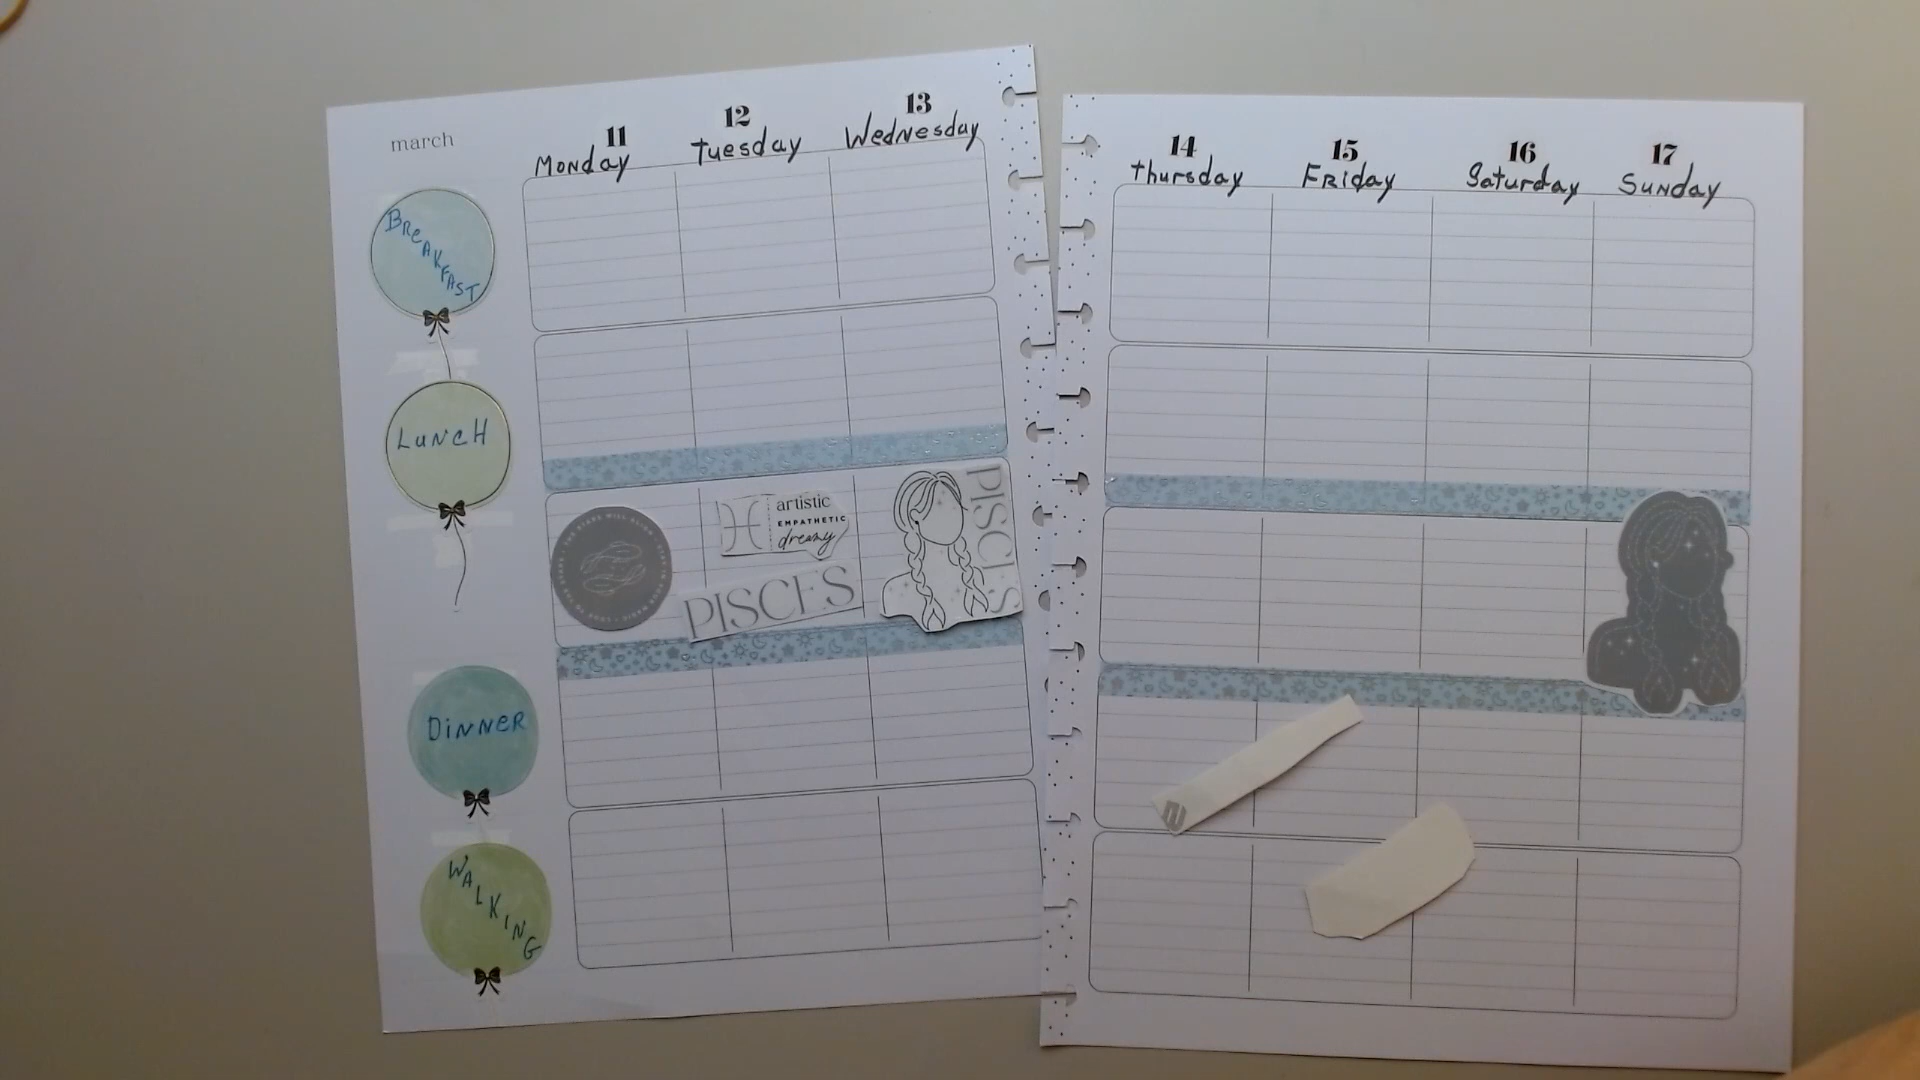 march
11
Monday
12
Tuesday
13
Wednesday
14
Thursday
15
FRiday
16
Saturday
17
SuNday
BreAkFAST
LuNcH
artistic
EMPATHETIC
dreamy
PISCES
PISCES
DiNNeR
WALKING